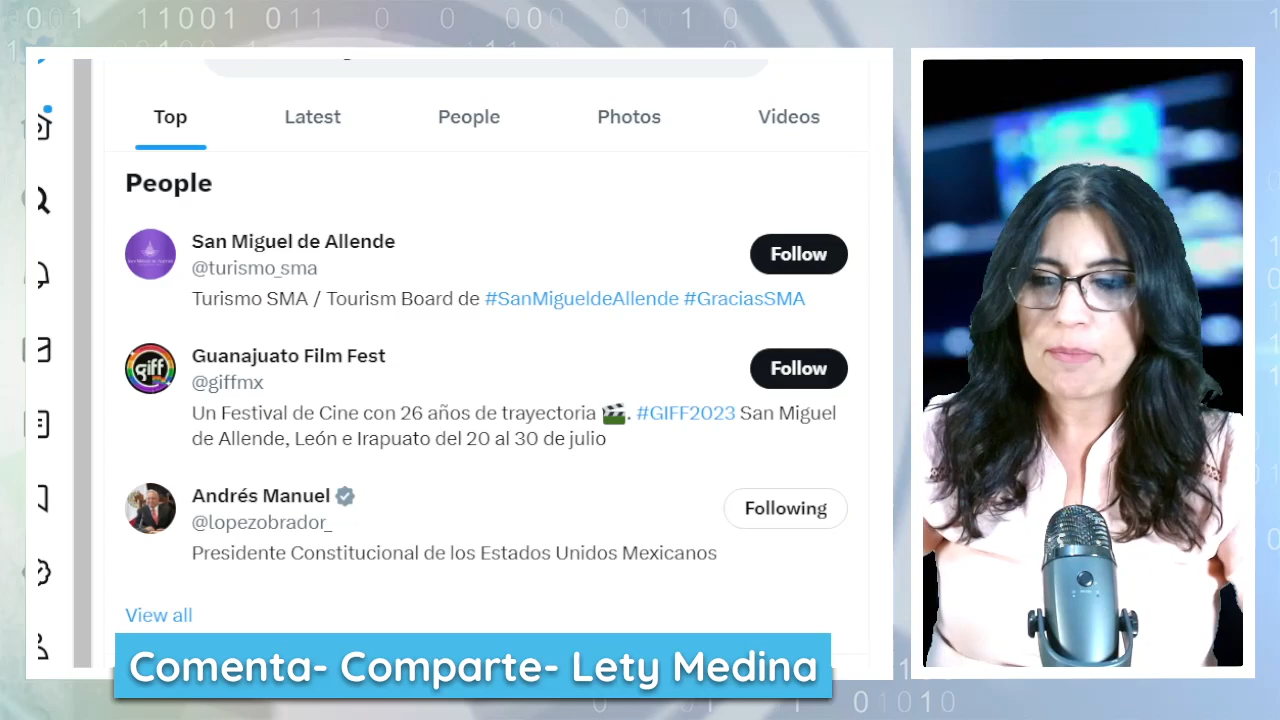 Top
Latest
People
Photos
Videos
People
San Miguel de Allende
Follow
@turismo_sma
Turismo SMA / Tourism Board de #SanMigueldeAllende #GraciasSMA
giff
Guanajuato Film Fest
Follow
@giffmx
Un Festival de Cine con 26 años de trayectoria 🎬. #GIFF2023 San Miguel
de Allende, León e Irapuato del 20 al 30 de julio
Andrés Manuel
Following
@lopezobrador_
Presidente Constitucional de los Estados Unidos Mexicanos
View all
Comenta- Comparte- Lety Medina